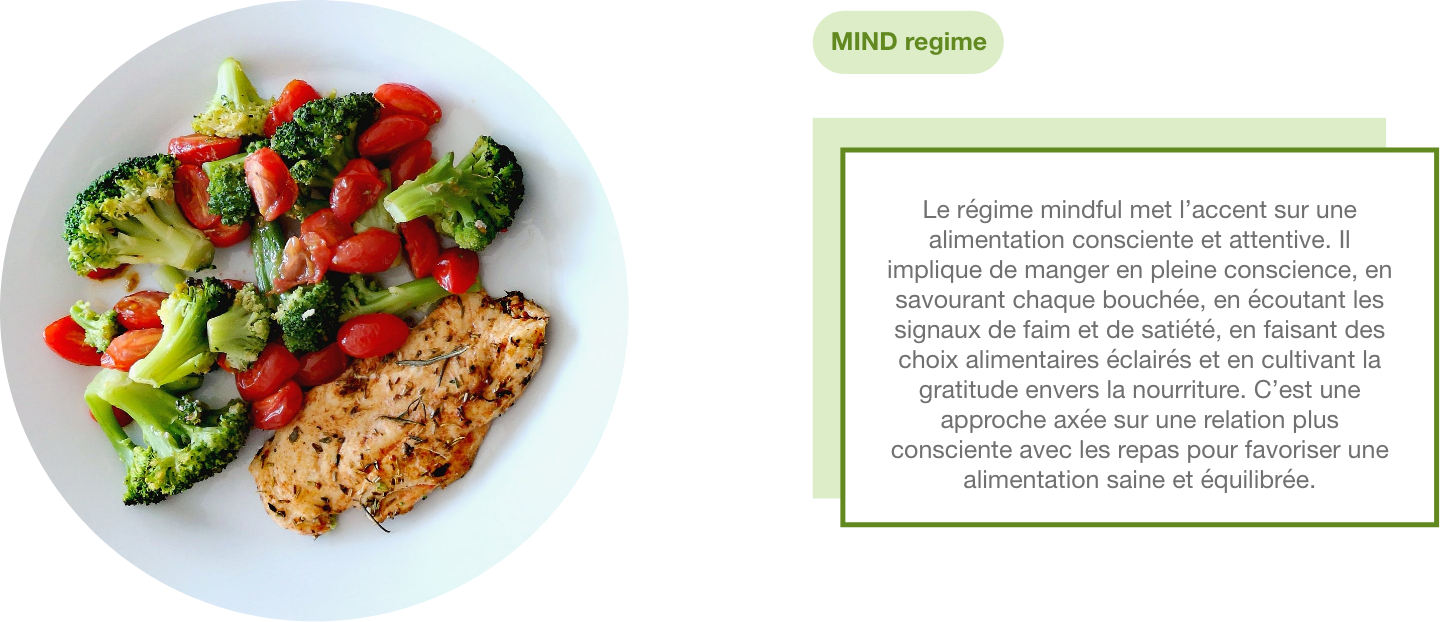 MIND regime
Le régime mindful met l’accent sur une
alimentation consciente et attentive. Il
implique de manger en pleine conscience, en
savourant chaque bouchée, en écoutant les
signaux de faim et de satiété, en faisant des
choix alimentaires éclairés et en cultivant la
gratitude envers la nourriture. C’est une
approche axée sur une relation plus
consciente avec les repas pour favoriser une
alimentation saine et équilibrée.